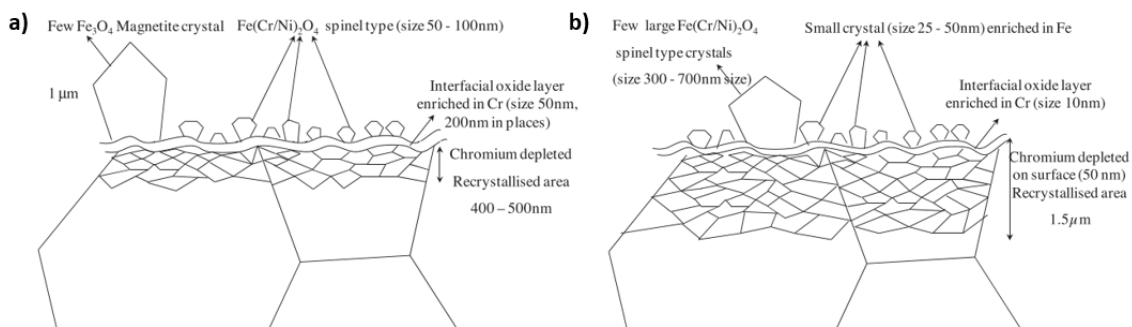 a)
Few Fe₃O₄ Magnetite crystal
Fe(Cr/Ni)₂O₄ spinel type (size 50 - 100nm)
1 μm
Interfacial oxide layer
enriched in Cr (size 50nm,
200nm in places)
Chromium depleted
Recrystallised area
400 – 500nm
b)
Few large Fe(Cr/Ni)₂O₄
spinel type crystals
(size 300 - 700nm size)
Small crystal (size 25 - 50nm) enriched in Fe
Interfacial oxide layer
enriched in Cr (size 10nm)
Chromium depleted
on surface (50 nm)
Recrystallised area
1.5μm